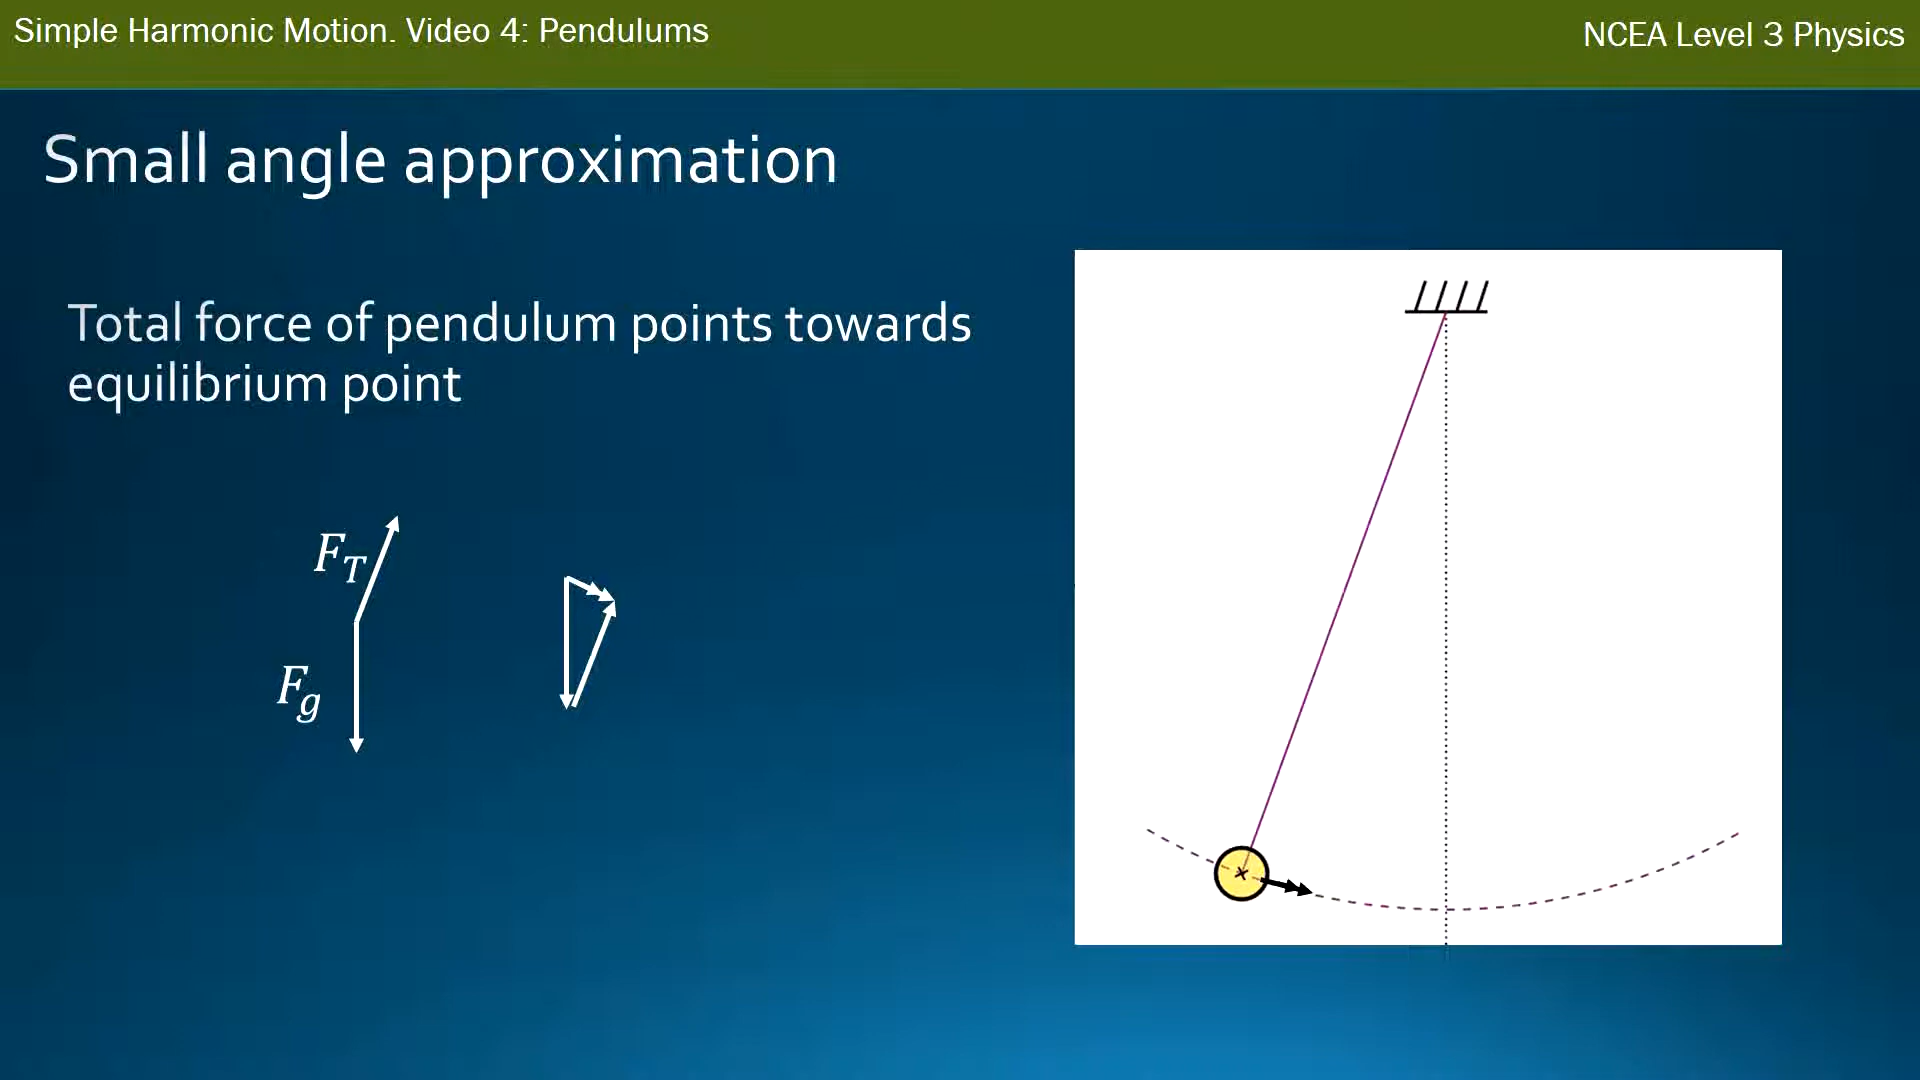 Simple Harmonic Motion. Video 4: Pendulums
NCEA Level 3 Physics
Small angle approximation
Total force of pendulum points towards
equilibrium point
F_T
F_g